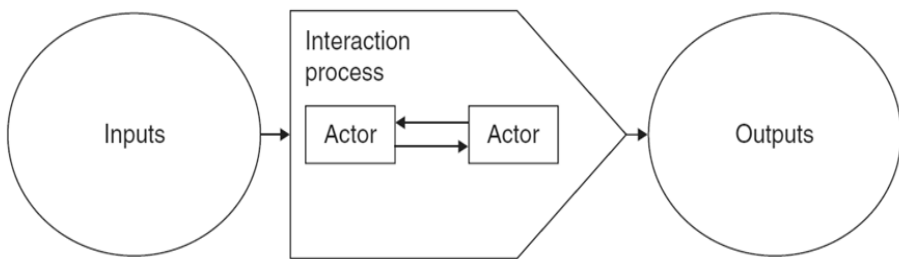 Inputs
Interaction
process
Actor
Actor
Outputs